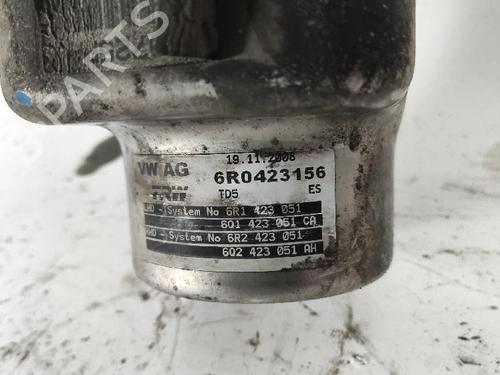 PARTS
19.11.2008
VW AG
6R0423156
TRW
TD5
ES
- System No 6R1 423 051
6Q1 423 051 CA
RHD - System No 6R2 423 051
6Q2 423 051 AH